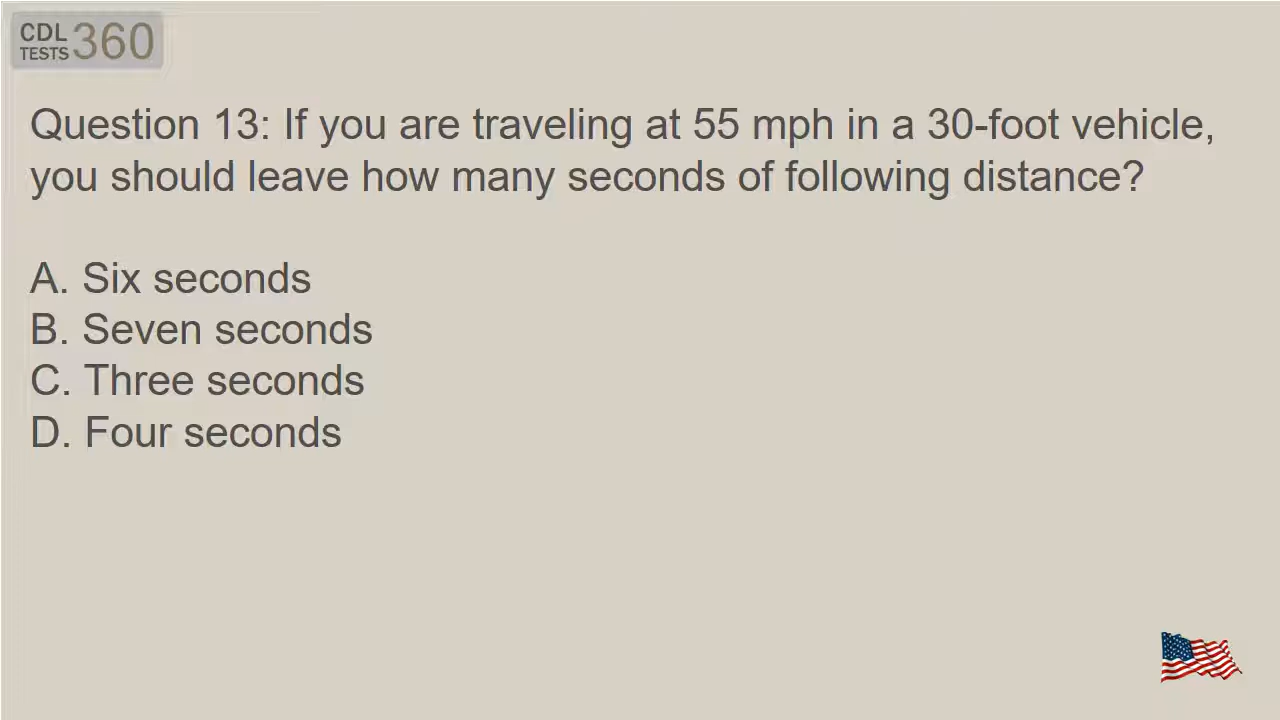 CDL
TESTS 360
Question 13: If you are traveling at 55 mph in a 30-foot vehicle,
you should leave how many seconds of following distance?
A. Six seconds
B. Seven seconds
C. Three seconds
D. Four seconds